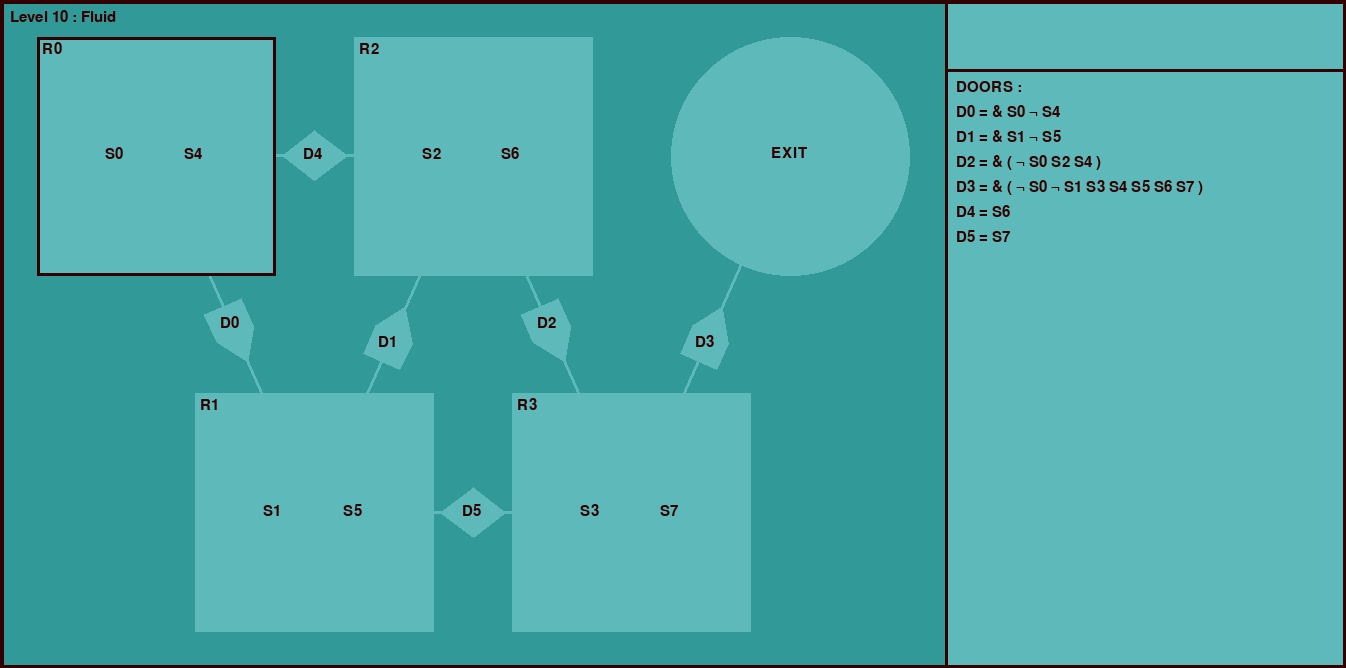 Level 10 : Fluid
R0
R2
S0 S4
D4
S2 S6
EXIT
D0
D1
D2
D3
R1
R3
S1 S5
D5
S3 S7
DOORS :
D0 = & S0 ¬ S4
D1 = & S1 ¬ S5
D2 = & ( ¬ S0 S2 S4 )
D3 = & ( ¬ S0 ¬ S1 S3 S4 S5 S6 S7 )
D4 = S6
D5 = S7